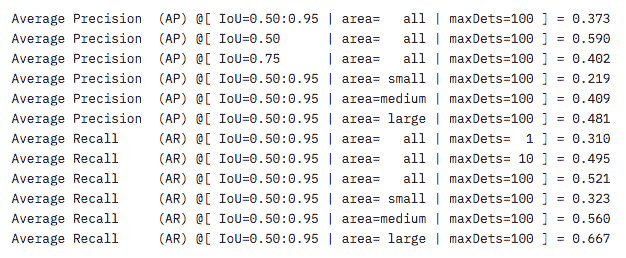 Average Precision  (AP) @[ IoU=0.50:0.95 | area=   all | maxDets=100 ] = 0.373
Average Precision  (AP) @[ IoU=0.50      | area=   all | maxDets=100 ] = 0.590
Average Precision  (AP) @[ IoU=0.75      | area=   all | maxDets=100 ] = 0.402
Average Precision  (AP) @[ IoU=0.50:0.95 | area= small | maxDets=100 ] = 0.219
Average Precision  (AP) @[ IoU=0.50:0.95 | area=medium | maxDets=100 ] = 0.409
Average Precision  (AP) @[ IoU=0.50:0.95 | area= large | maxDets=100 ] = 0.481
Average Recall     (AR) @[ IoU=0.50:0.95 | area=   all | maxDets=  1 ] = 0.310
Average Recall     (AR) @[ IoU=0.50:0.95 | area=   all | maxDets= 10 ] = 0.495
Average Recall     (AR) @[ IoU=0.50:0.95 | area=   all | maxDets=100 ] = 0.521
Average Recall     (AR) @[ IoU=0.50:0.95 | area= small | maxDets=100 ] = 0.323
Average Recall     (AR) @[ IoU=0.50:0.95 | area=medium | maxDets=100 ] = 0.560
Average Recall     (AR) @[ IoU=0.50:0.95 | area= large | maxDets=100 ] = 0.667